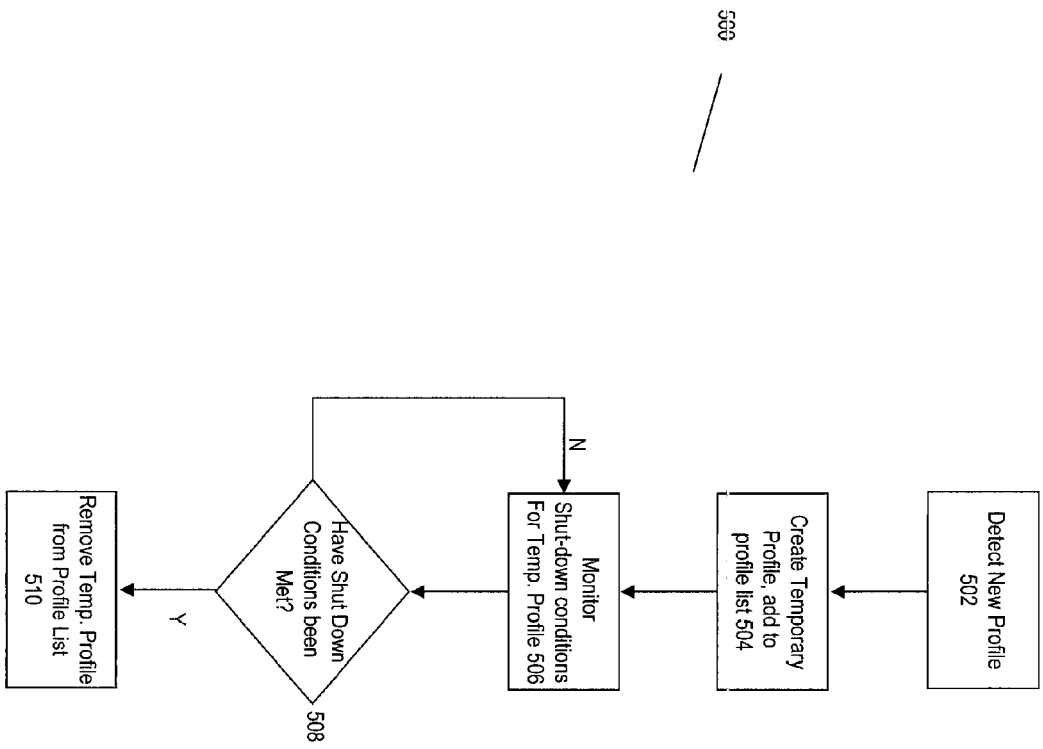 500
Detect New Profile
502
Create Temporary
Profile, add to
profile list 504
Monitor
Shut-down conditions
For Temp. Profile 506
N
Have Shut Down
Conditions been
Met?
508
Y
Remove Temp. Profile
from Profile List
510